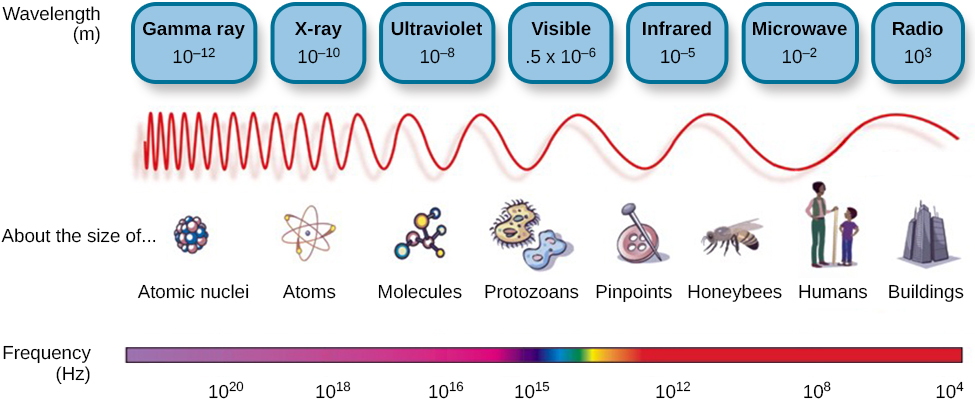 Wavelength
(m)
Gamma ray
10⁻¹²
X-ray
10⁻¹⁰
Ultraviolet
10⁻⁸
Visible
.5 x 10⁻⁶
Infrared
10⁻⁵
Microwave
10⁻²
Radio
10³
About the size of...
Atomic nuclei
Atoms
Molecules
Protozoans
Pinpoints
Honeybees
Humans
Buildings
Frequency
(Hz)
10²⁰
10¹⁸
10¹⁶
10¹⁵
10¹²
10⁸
10⁴